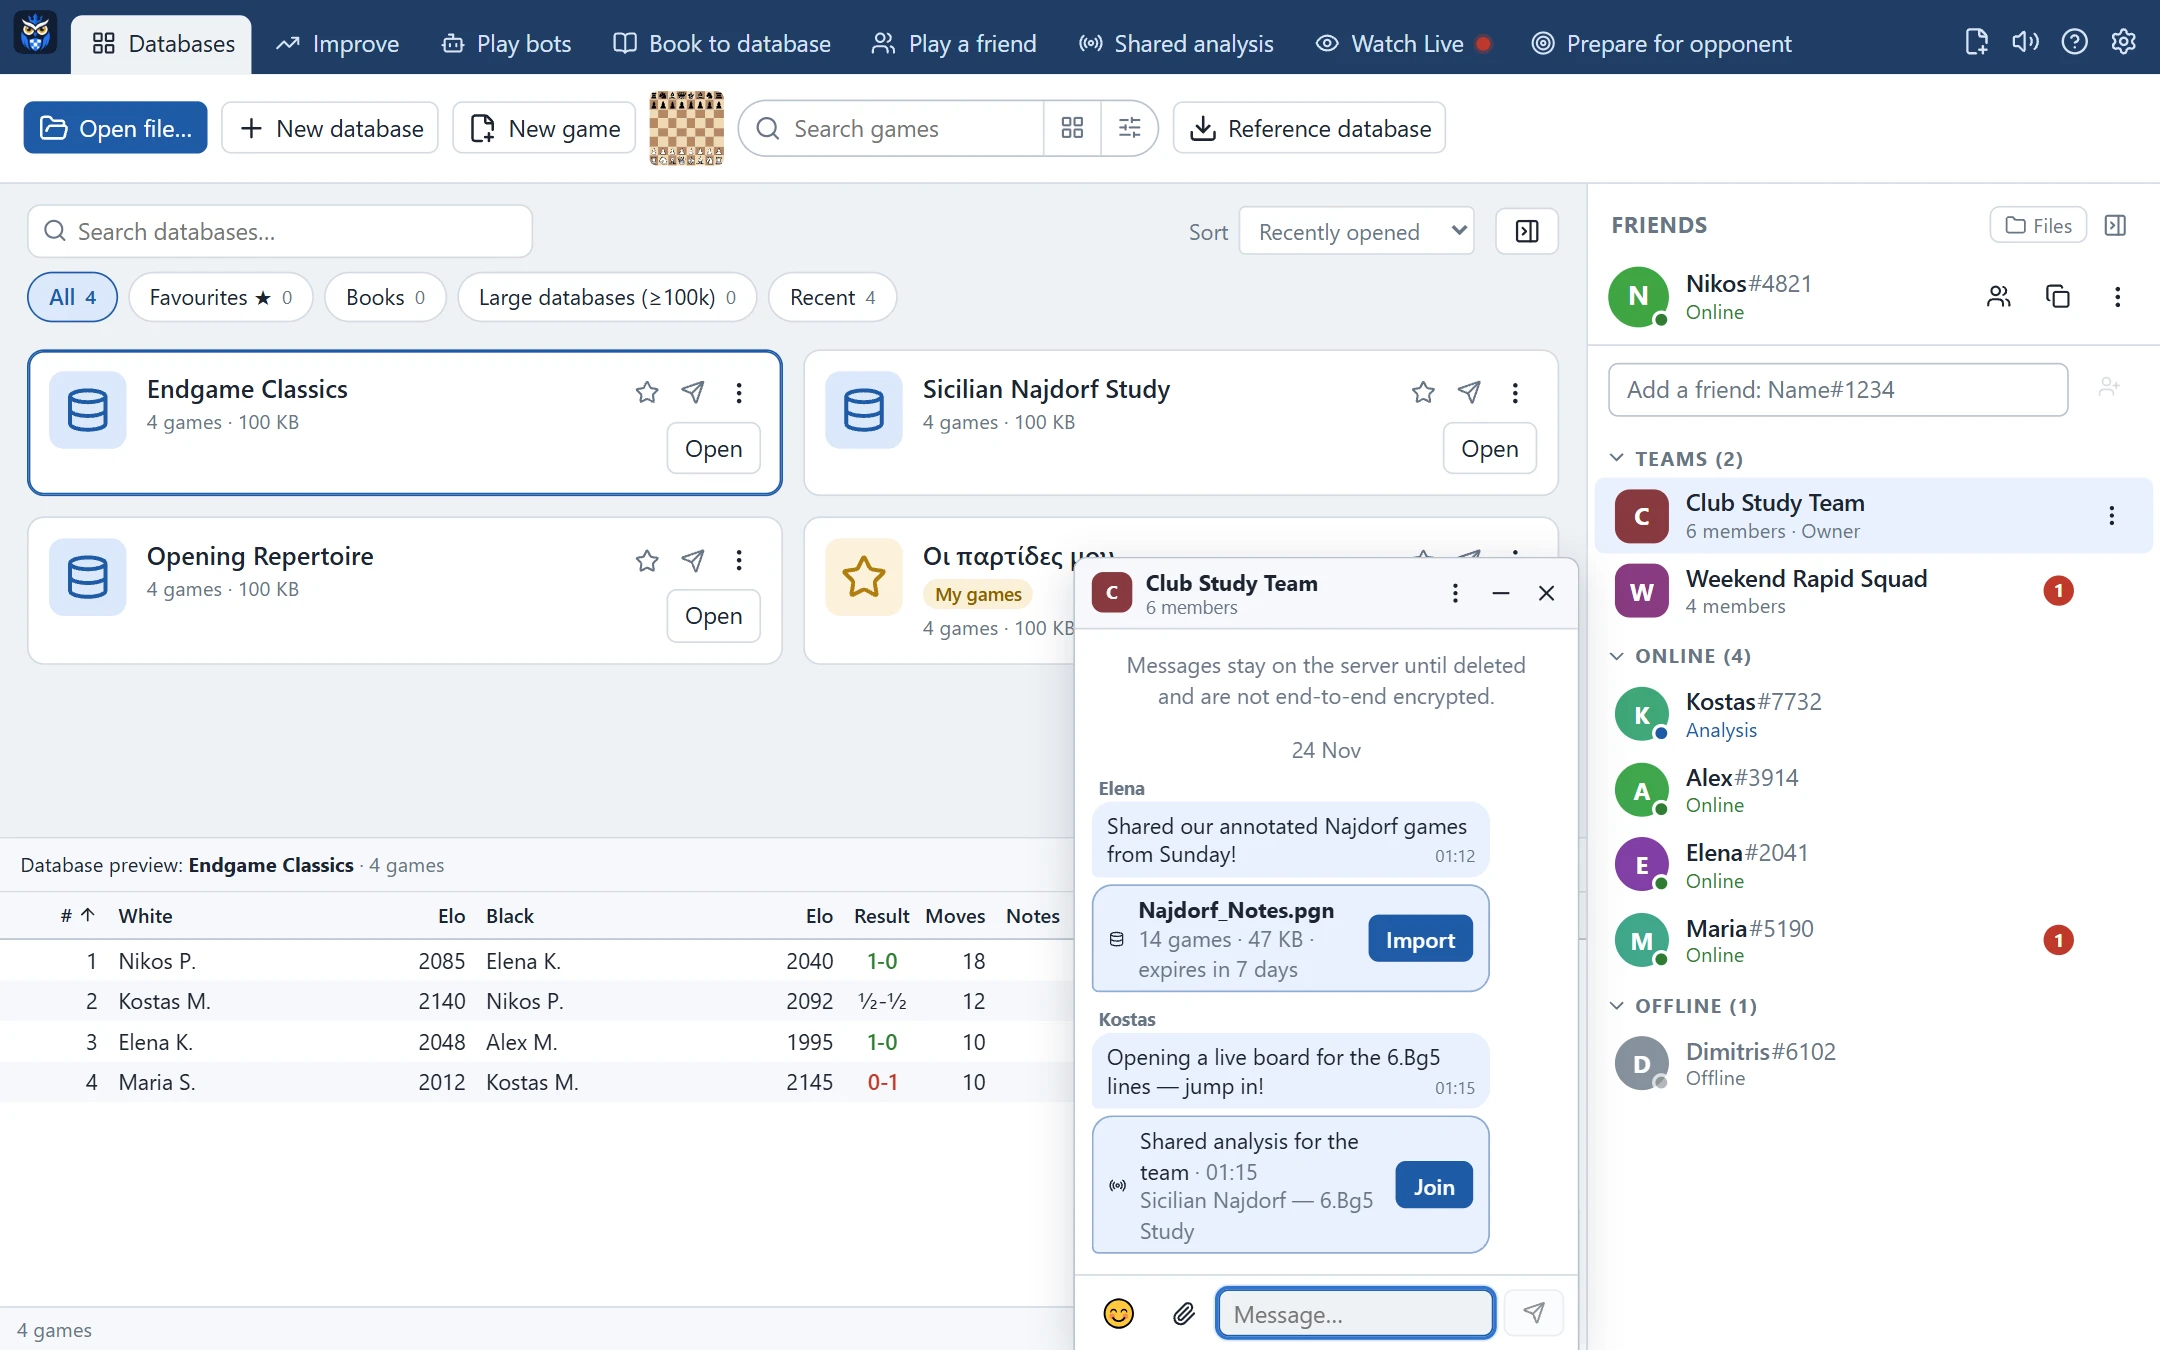 Databases
Improve
Play bots
Book to database
Play a friend
Shared analysis
Watch Live
Prepare for opponent
Open file...
New database
New game
Search games
Reference database
Search databases...
Sort
Recently opened
All 4
Favourites ★ 0
Books 0
Large databases (≥100k) 0
Recent 4
Endgame Classics
4 games · 100 KB
Open
Sicilian Najdorf Study
4 games · 100 KB
Open
Opening Repertoire
4 games · 100 KB
Open
Οι παρτίδες μου
My games
4 games · 100 KB
Database preview: Endgame Classics · 4 games
# ↑ White Elo Black Elo Result Moves Notes
1 Nikos P. 2085 Elena K. 2040 1-0 18
2 Kostas M. 2140 Nikos P. 2092 ½-½ 12
3 Elena K. 2048 Alex M. 1995 1-0 10
4 Maria S. 2012 Kostas M. 2145 0-1 10
4 games
C
Club Study Team
6 members
Messages stay on the server until deleted
and are not end-to-end encrypted.
24 Nov
Elena
Shared our annotated Najdorf games
from Sunday!
01:12
Najdorf_Notes.pgn
14 games · 47 KB ·
expires in 7 days
Import
Kostas
Opening a live board for the 6.Bg5
lines — jump in!
01:15
Shared analysis for the
team · 01:15
Sicilian Najdorf — 6.Bg5
Study
Join
Message...
FRIENDS
Files
N
Nikos#4821
Online
Add a friend: Name#1234
TEAMS (2)
C
Club Study Team
6 members · Owner
W
Weekend Rapid Squad
4 members
1
ONLINE (4)
K
Kostas#7732
Analysis
A
Alex#3914
Online
E
Elena#2041
Online
M
Maria#5190
Online
1
OFFLINE (1)
D
Dimitris#6102
Offline